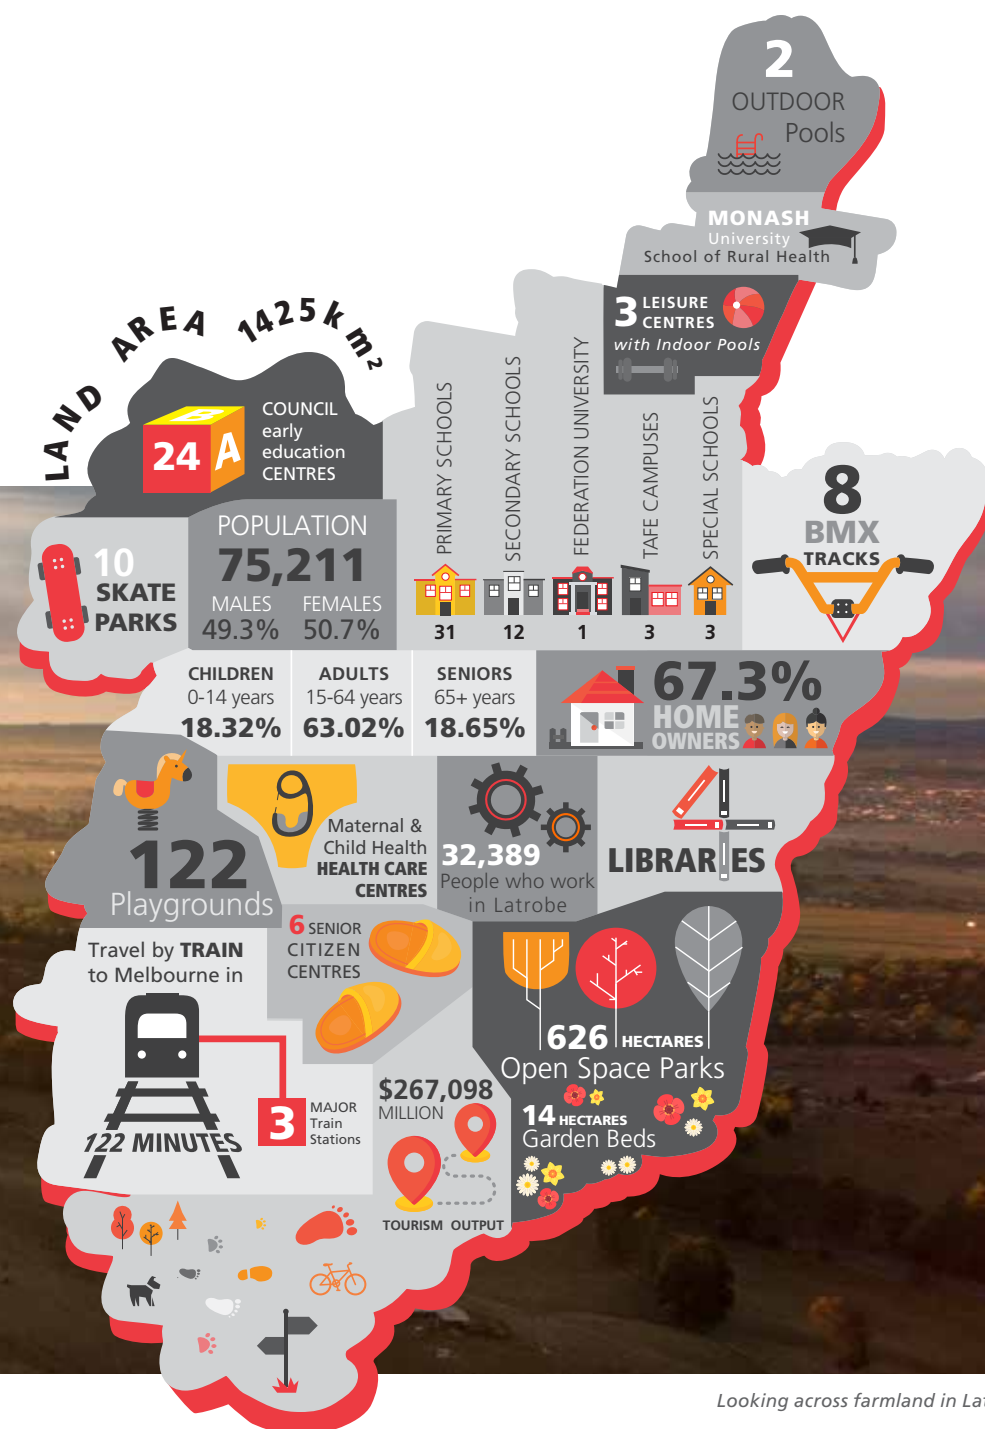 2
OUTDOOR
Pools
MONASH
University
School of Rural Health
3 LEISURE
CENTRES
with Indoor Pools
LAND AREA 1425km²
B
24 A
COUNCIL
early
education
CENTRES
PRIMARY SCHOOLS
31
SECONDARY SCHOOLS
12
FEDERATION UNIVERSITY
1
TAFE CAMPUSES
3
SPECIAL SCHOOLS
3
8
BMX
TRACKS
10
SKATE
PARKS
POPULATION
75,211
MALES FEMALES
49.3% 50.7%
CHILDREN
0-14 years
18.32%
ADULTS
15-64 years
63.02%
SENIORS
65+ years
18.65%
67.3%
HOME
OWNERS
122
Playgrounds
9
Maternal &
Child Health
HEALTH CARE
CENTRES
32,389
People who work
in Latrobe
4
LIBRARIES
6 SENIOR
CITIZEN
CENTRES
Travel by TRAIN
to Melbourne in
122 MINUTES
3 MAJOR
Train
Stations
$267,098
MILLION
TOURISM OUTPUT
626 HECTARES
Open Space Parks
14 HECTARES
Garden Beds
Looking across farmland in Lat